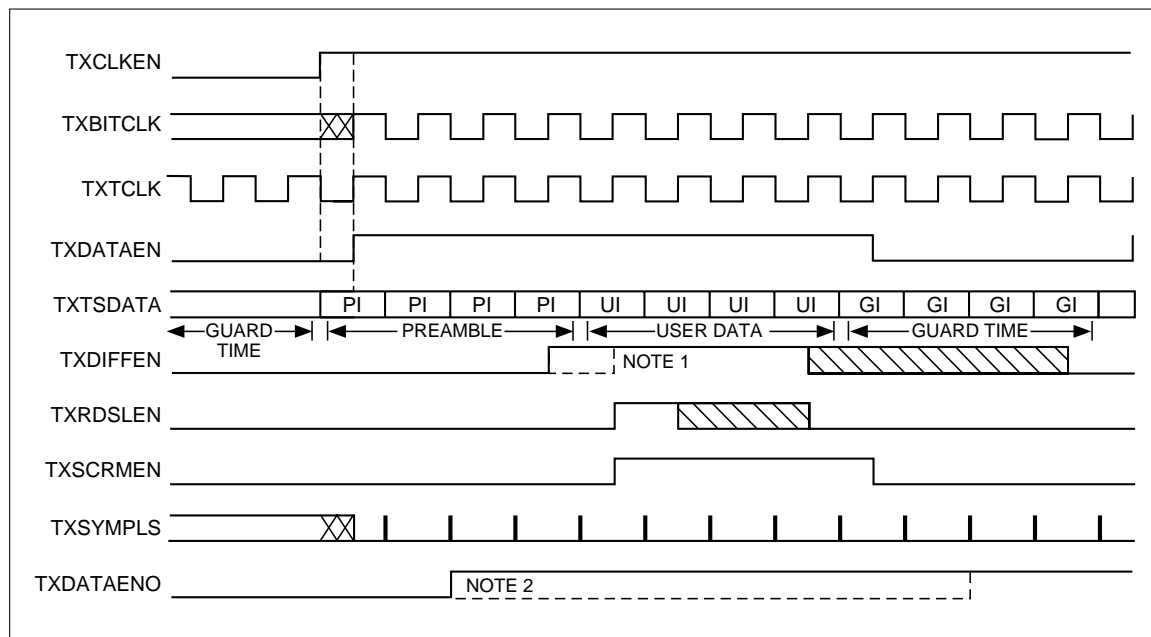 TXCLKEN
TXBITCLK
TXTCLK
TXDATAEN
TXTSDATA PI PI PI PI UI UI UI UI GI GI GI GI
GUARD TIME PREAMBLE USER DATA GUARD TIME
TXDIFFEN NOTE 1
TXRDSLEN
TXSCRMEN
TXSYMPLS
TXDATAENO NOTE 2